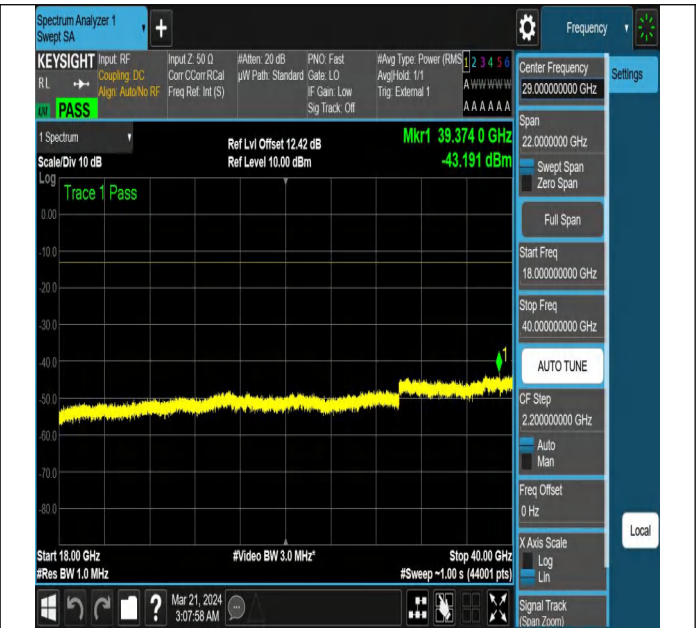 Spectrum Analyzer 1
Swept SA
+
Frequency
KEYSIGHT
RL
PASS
Input: RF
Coupling: DC
Align: Auto/No RF
Input Z: 50 Ω
Corr CCorr RCal
Freq Ref: Int (S)
#Atten: 20 dB
µW Path: Standard
PNO: Fast
Gate: LO
IF Gain: Low
Sig Track: Off
#Avg Type: Power (RMS
Avg|Hold: 1/1
Trig: External 1
1 2 3 4 5 6
A W W W W W
A A A A A A
Center Frequency
29.000000000 GHz
Settings
1 Spectrum
Scale/Div 10 dB
Ref Lvl Offset 12.42 dB
Ref Level 10.00 dBm
Mkr1 39.374 0 GHz
-43.191 dBm
Log
Trace 1 Pass
0.00
-10.0
-20.0
-30.0
-40.0
-50.0
-60.0
-70.0
-80.0
1
Start 18.00 GHz
#Res BW 1.0 MHz
#Video BW 3.0 MHz*
Stop 40.00 GHz
#Sweep ~1.00 s (44001 pts)
Span
22.0000000 GHz
Swept Span
Zero Span
Full Span
Start Freq
18.000000000 GHz
Stop Freq
40.000000000 GHz
AUTO TUNE
CF Step
2.200000000 GHz
Auto
Man
Freq Offset
0 Hz
X Axis Scale
Log
Lin
Local
Signal Track
(Span Zoom)
?
Mar 21, 2024
3:07:58 AM